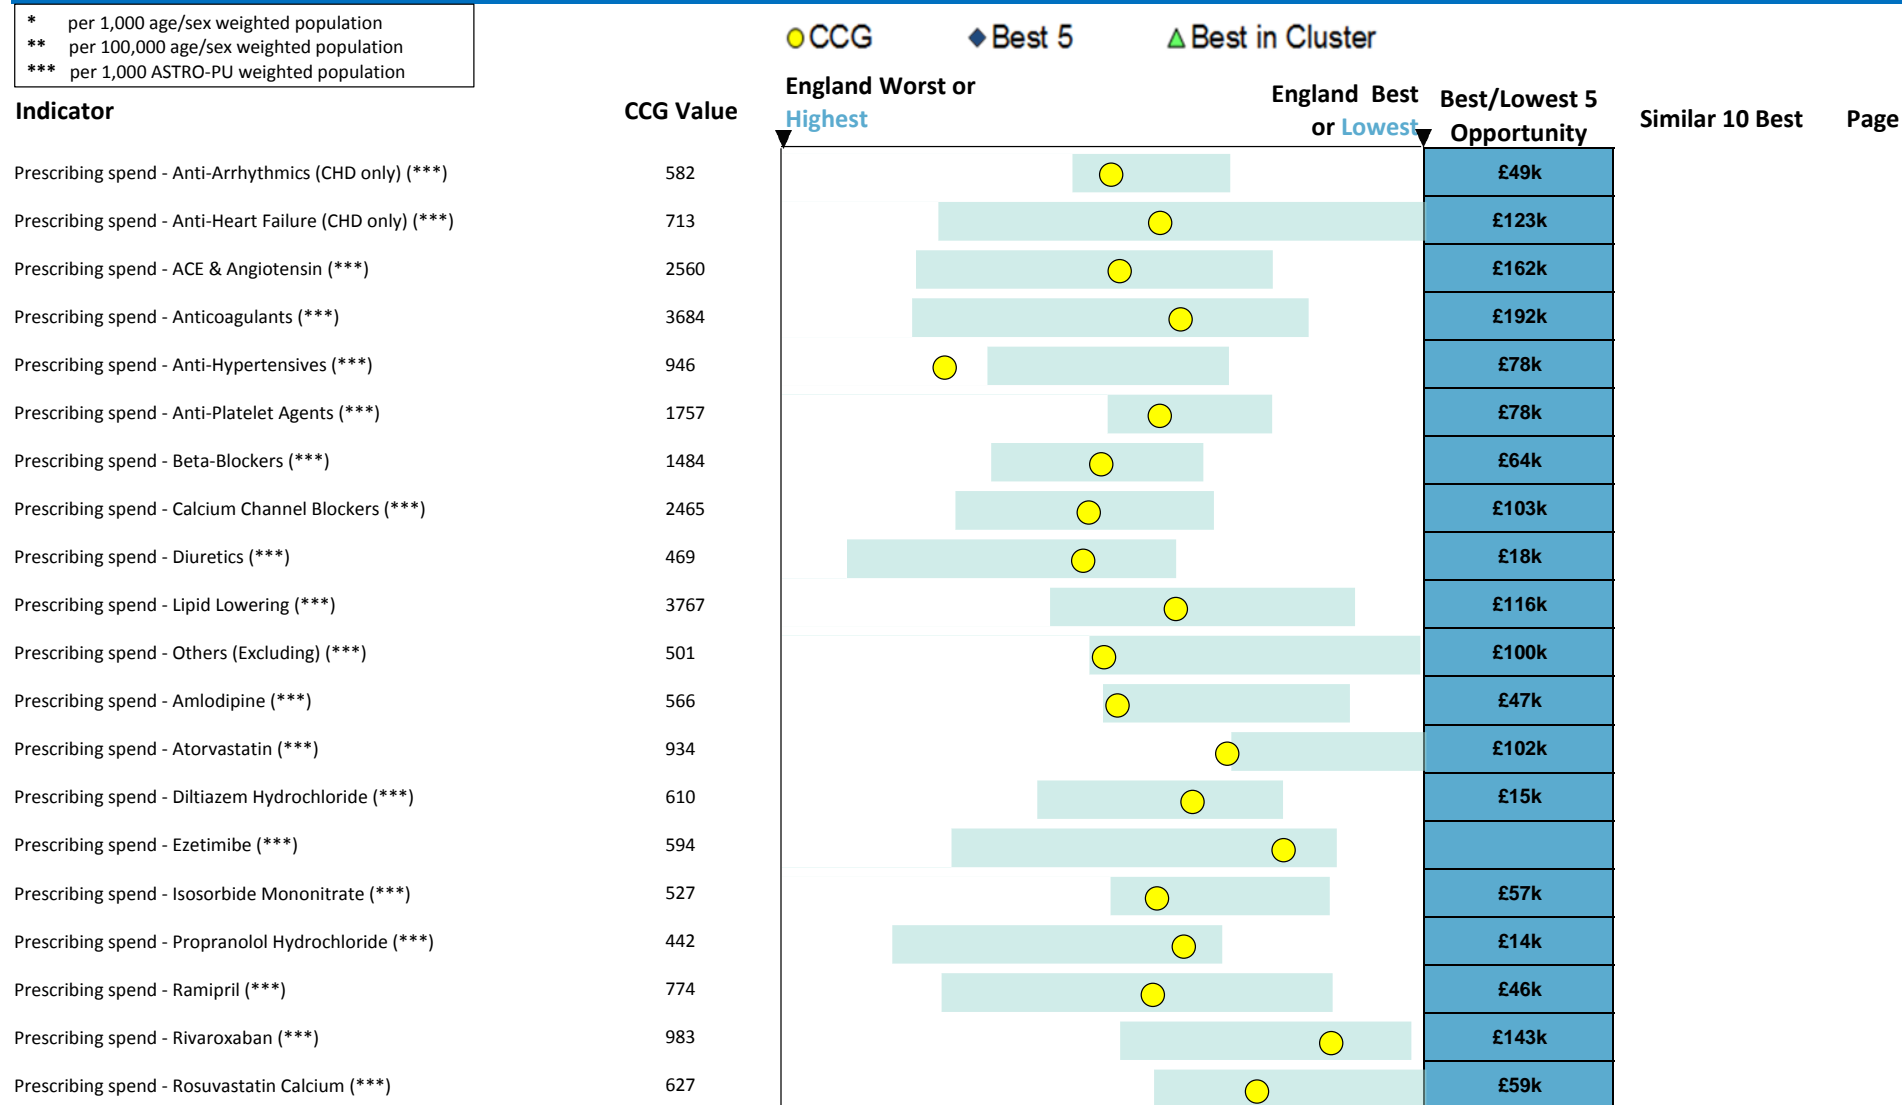 * per 1,000 age/sex weighted population
** per 100,000 age/sex weighted population
*** per 1,000 ASTRO-PU weighted population
CCG Best 5 Best in Cluster
Indicator CCG Value England Worst or Highest England Best or Lowest Best/Lowest 5 Opportunity Similar 10 Best Page
Prescribing spend - Anti-Arrhythmics (CHD only) (***) 582 £49k
Prescribing spend - Anti-Heart Failure (CHD only) (***) 713 £123k
Prescribing spend - ACE & Angiotensin (***) 2560 £162k
Prescribing spend - Anticoagulants (***) 3684 £192k
Prescribing spend - Anti-Hypertensives (***) 946 £78k
Prescribing spend - Anti-Platelet Agents (***) 1757 £78k
Prescribing spend - Beta-Blockers (***) 1484 £64k
Prescribing spend - Calcium Channel Blockers (***) 2465 £103k
Prescribing spend - Diuretics (***) 469 £18k
Prescribing spend - Lipid Lowering (***) 3767 £116k
Prescribing spend - Others (Excluding) (***) 501 £100k
Prescribing spend - Amlodipine (***) 566 £47k
Prescribing spend - Atorvastatin (***) 934 £102k
Prescribing spend - Diltiazem Hydrochloride (***) 610 £15k
Prescribing spend - Ezetimibe (***) 594
Prescribing spend - Isosorbide Mononitrate (***) 527 £57k
Prescribing spend - Propranolol Hydrochloride (***) 442 £14k
Prescribing spend - Ramipril (***) 774 £46k
Prescribing spend - Rivaroxaban (***) 983 £143k
Prescribing spend - Rosuvastatin Calcium (***) 627 £59k